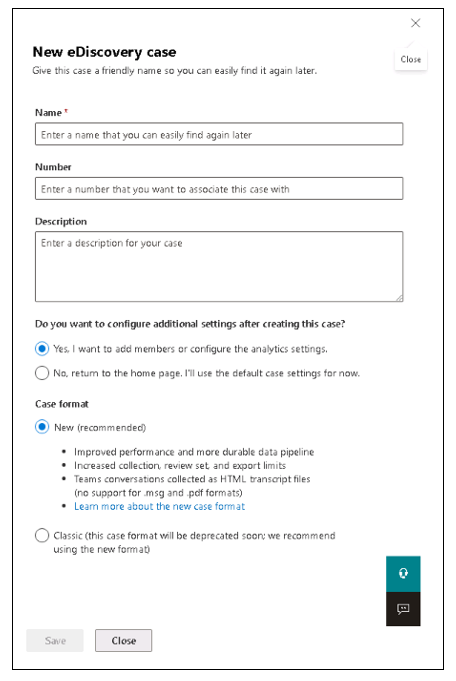 New eDiscovery case
Close
Give this case a friendly name so you can easily find it again later.
Name *
Enter a name that you can easily find again later
Number
Enter a number that you want to associate this case with
Description
Enter a description for your case
Do you want to configure additional settings after creating this case?
Yes, I want to add members or configure the analytics settings.
No, return to the home page. I'll use the default case settings for now.
Case format
New (recommended)
• Improved performance and more durable data pipeline
• Increased collection, review set, and export limits
• Teams conversations collected as HTML transcript files
(no support for .msg and .pdf formats)
• Learn more about the new case format
Classic (this case format will be deprecated soon; we recommend
using the new format)
Save
Close